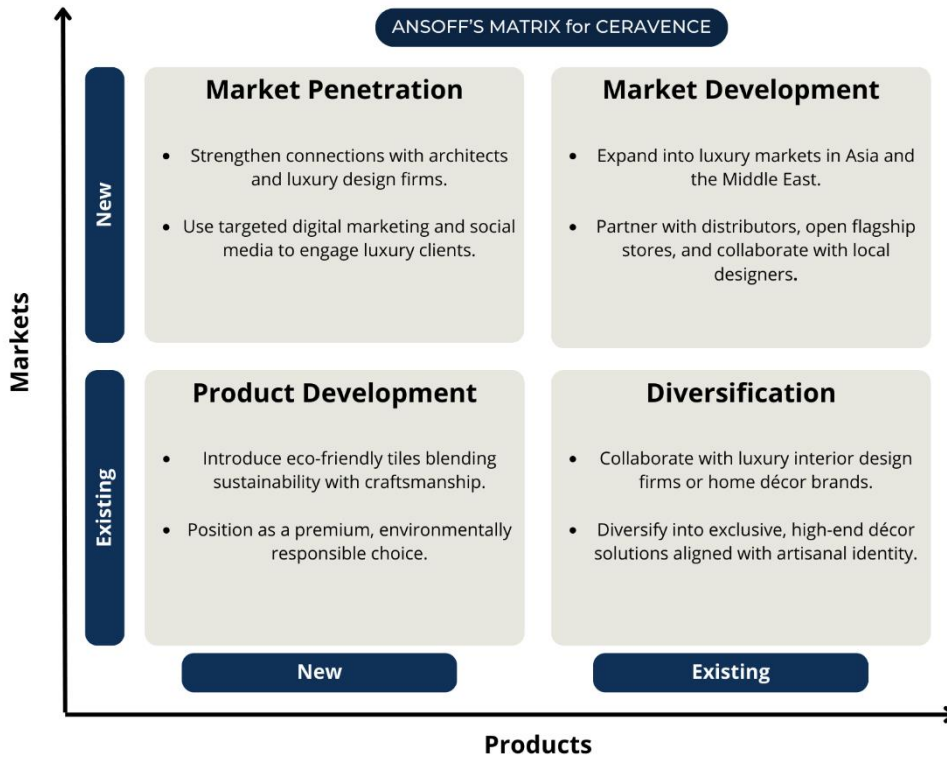 ANSOFF'S MATRIX for CERAVENCE
Markets
New
Market Penetration
• Strengthen connections with architects
and luxury design firms.
• Use targeted digital marketing and social
media to engage luxury clients.
Market Development
• Expand into luxury markets in Asia and
the Middle East.
• Partner with distributors, open flagship
stores, and collaborate with local
designers.
Existing
Product Development
• Introduce eco-friendly tiles blending
sustainability with craftsmanship.
• Position as a premium, environmentally
responsible choice.
Diversification
• Collaborate with luxury interior design
firms or home décor brands.
• Diversify into exclusive, high-end décor
solutions aligned with artisanal identity.
New
Existing
Products